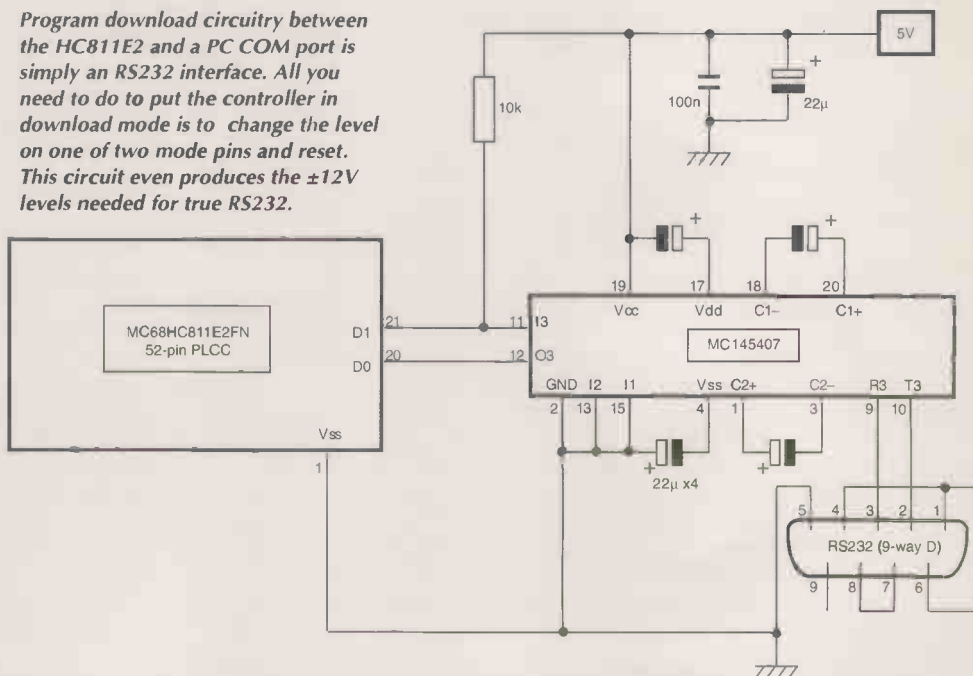 Program download circuitry between
the HC811E2 and a PC COM port is
simply an RS232 interface. All you
need to do to put the controller in
download mode is to change the level
on one of two mode pins and reset.
This circuit even produces the ±12V
levels needed for true RS232.
5V
10k
100n
+
22μ
+
+
19 17 18 20
Vcc Vdd C1– C1+
MC68HC811E2FN
52-pin PLCC
D1 21 11 I3
MC145407
D0 20 12 O3
GND I2 I1 Vss C2+ C2– R3 T3
2 13 15 4 1 3 9 10
Vss
1
+
22μ x4
+
5 4 3 2 1
RS232 (9-way D)
9 8 7 6